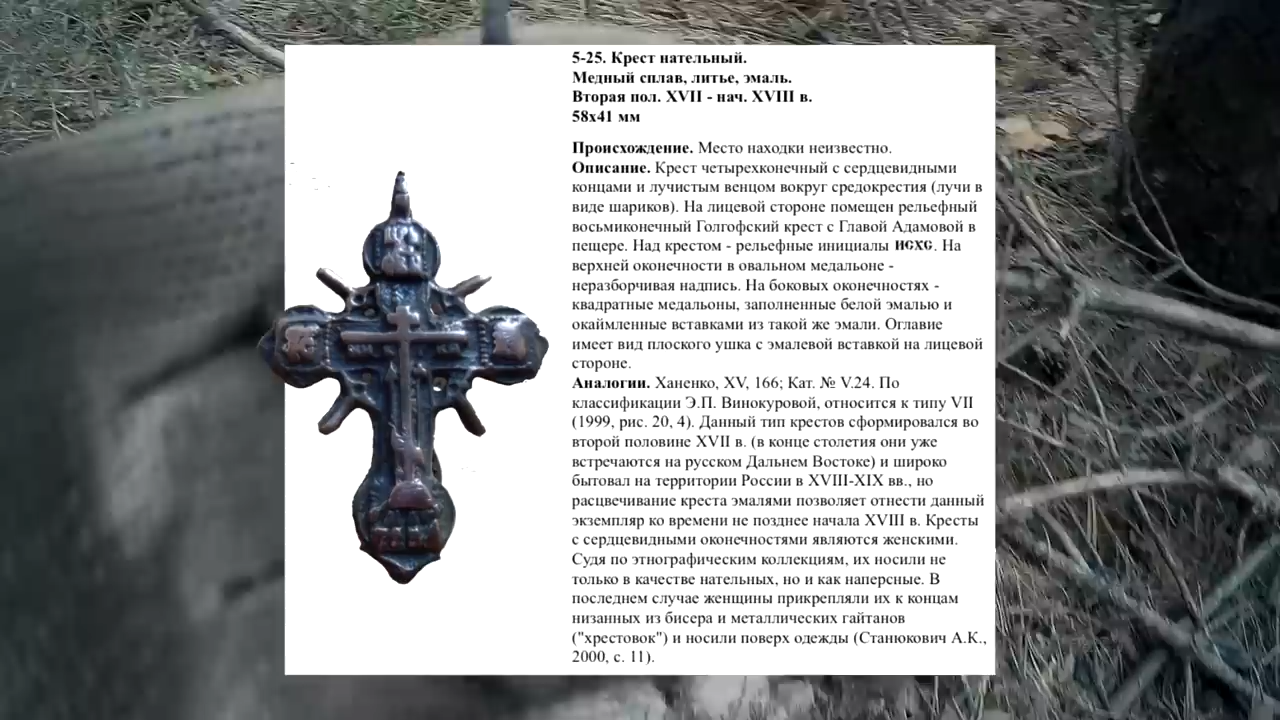 5-25. Крест нательный.
Медный сплав, литье, эмаль.
Вторая пол. XVII - нач. XVIII в.
58х41 мм
Происхождение. Место находки неизвестно.
Описание. Крест четырехконечный с сердцевидными
концами и лучистым венцом вокруг средокрестия (лучи в
виде шариков). На лицевой стороне помещен рельефный
восьмиконечный Голгофский крест с Главой Адамовой в
пещере. Над крестом - рельефные инициалы исхс. На
верхней оконечности в овальном медальоне -
неразборчивая надпись. На боковых оконечностях -
квадратные медальоны, заполненные белой эмалью и
окаймленные вставками из такой же эмали. Оглавие
имеет вид плоского ушка с эмалевой вставкой на лицевой
стороне.
Аналогии. Ханенко, XV, 166; Кат. № V.24. По
классификации Э.П. Винокуровой, относится к типу VII
(1999, рис. 20, 4). Данный тип крестов сформировался во
второй половине XVII в. (в конце столетия они уже
встречаются на русском Дальнем Востоке) и широко
бытовал на территории России в XVIII-XIX вв., но
расцвечивание креста эмалями позволяет отнести данный
экземпляр ко времени не позднее начала XVIII в. Кресты
с сердцевидными оконечностями являются женскими.
Судя по этнографическим коллекциям, их носили не
только в качестве нательных, но и как наперсные. В
последнем случае женщины прикрепляли их к концам
низанных из бисера и металлических гайтанов
("хрестовок") и носили поверх одежды (Станюкович А.К.,
2000, с. 11).